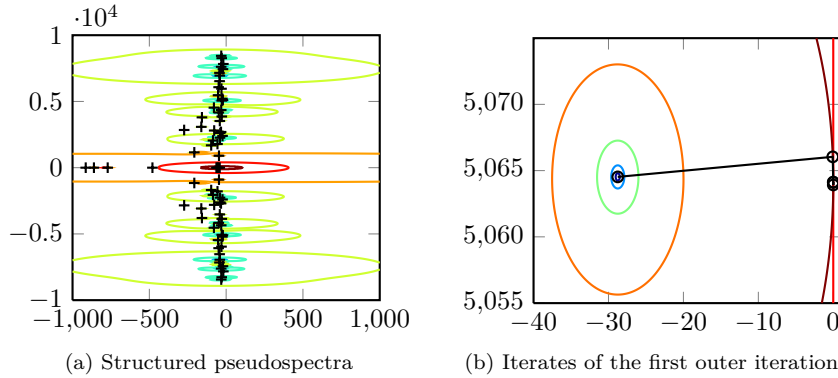 ·10⁴
1
0.5
0
−0.5
−1
−1,000 −500 0 500 1,000
(a) Structured pseudospectra
5,070
5,065
5,060
5,055
−40 −30 −20 −10 0
(b) Iterates of the first outer iteration